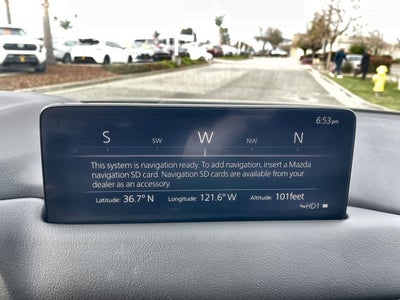 6:53pm
S SW W NW N
This system is navigation ready. To add navigation, insert a Mazda
navigation SD card. Navigation SD cards are available from your
dealer as an accessory.
Latitude: 36.7° N Longitude: 121.6° W Altitude: 101feet
HD1